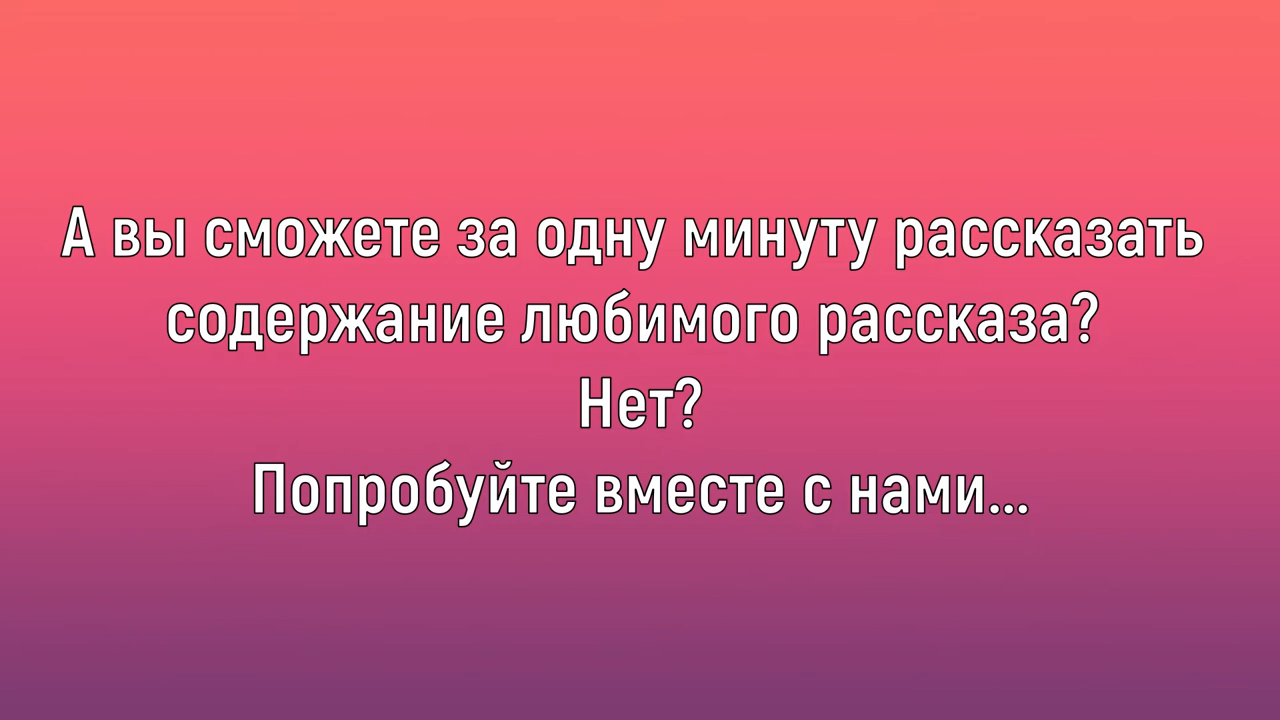 А вы сможете за одну минуту рассказать
содержание любимого рассказа?
Нет?
Попробуйте вместе с нами...